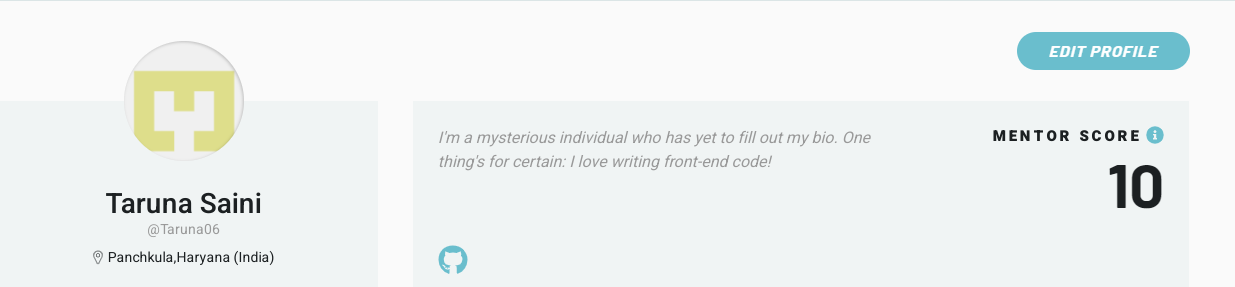 EDIT PROFILE
Taruna Saini
@Taruna06
Panchkula,Haryana (India)
I'm a mysterious individual who has yet to fill out my bio. One
thing's for certain: I love writing front-end code!
MENTOR SCORE
10